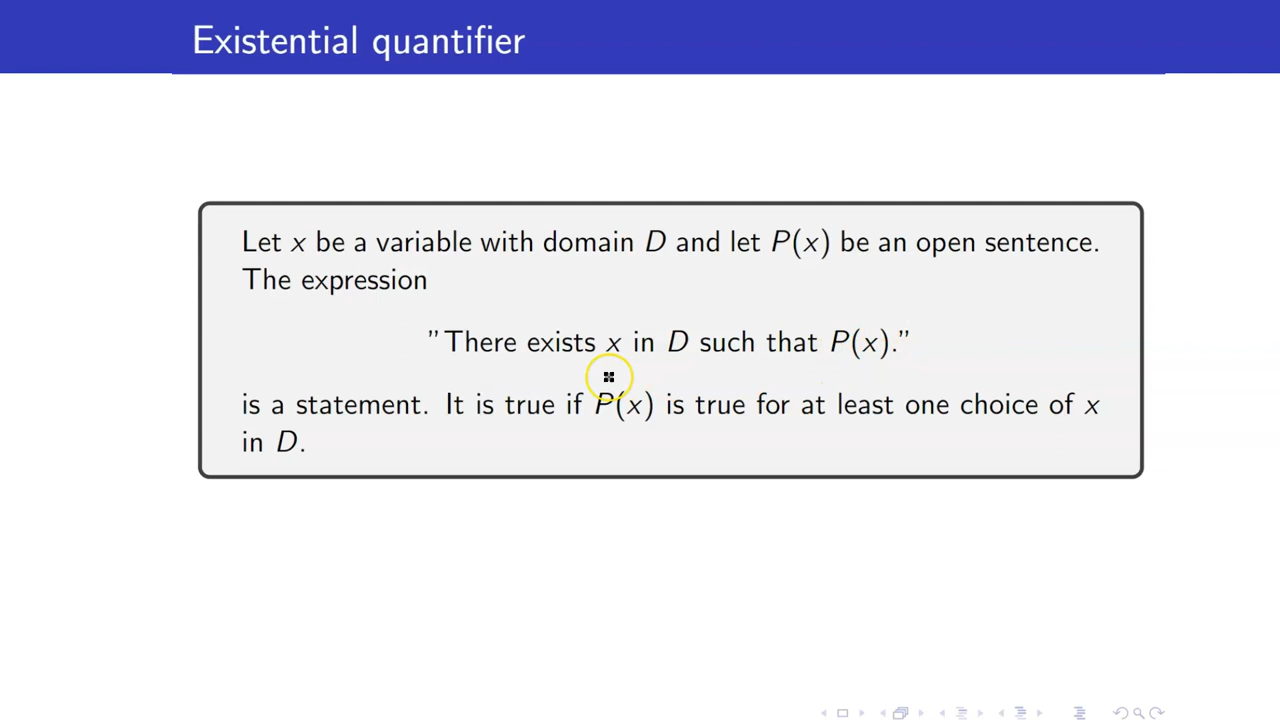 Existential quantifier
Let x be a variable with domain D and let P(x) be an open sentence.
The expression
”There exists x in D such that P(x).”
is a statement. It is true if P(x) is true for at least one choice of x
in D.